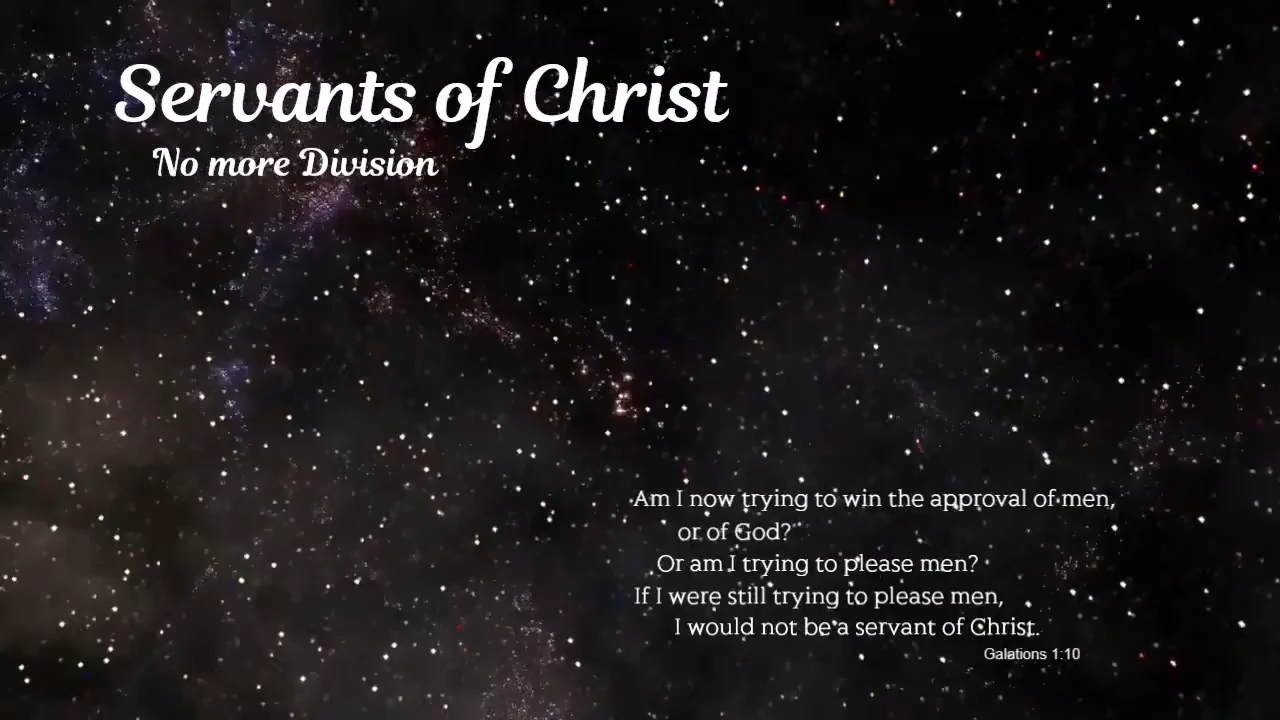 Servants of Christ
No more Division
Am I now trying to win the approval of men,
or of God?
Or am I trying to please men?
If I were still trying to please men,
I would not be a servant of Christ.
Galations 1:10